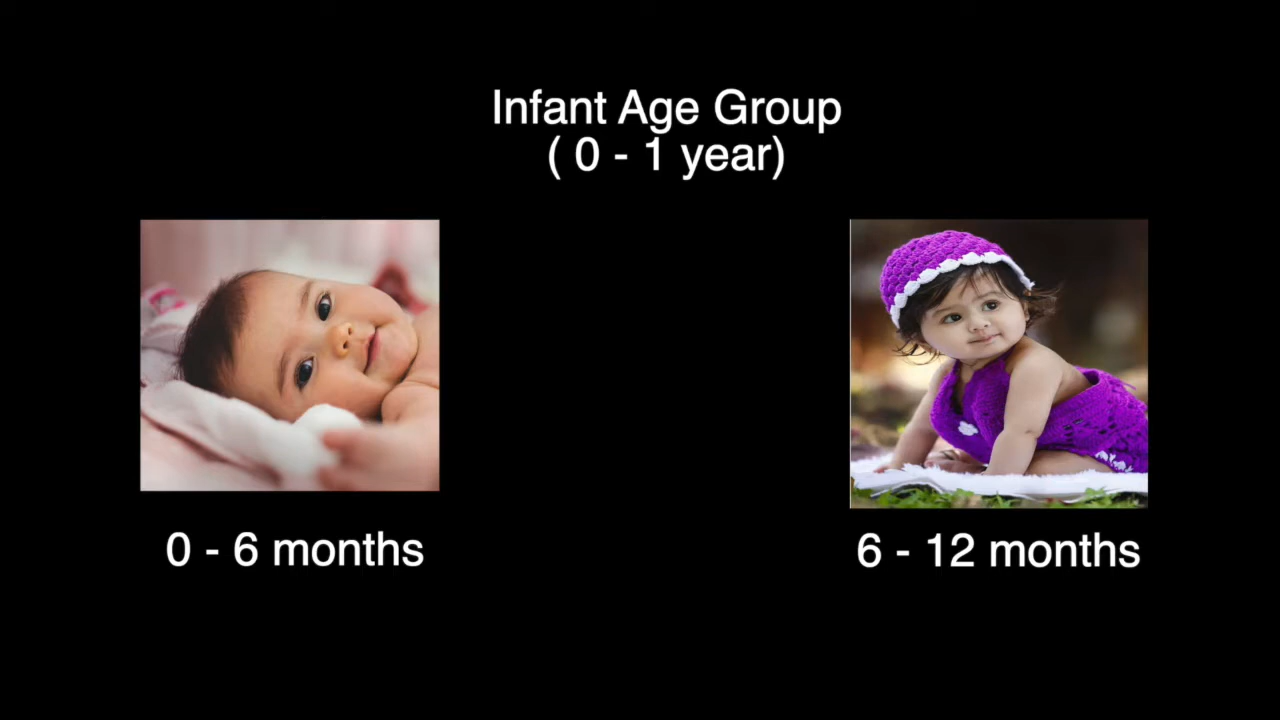 Infant Age Group
( 0 - 1 year)
0 - 6 months
6 - 12 months